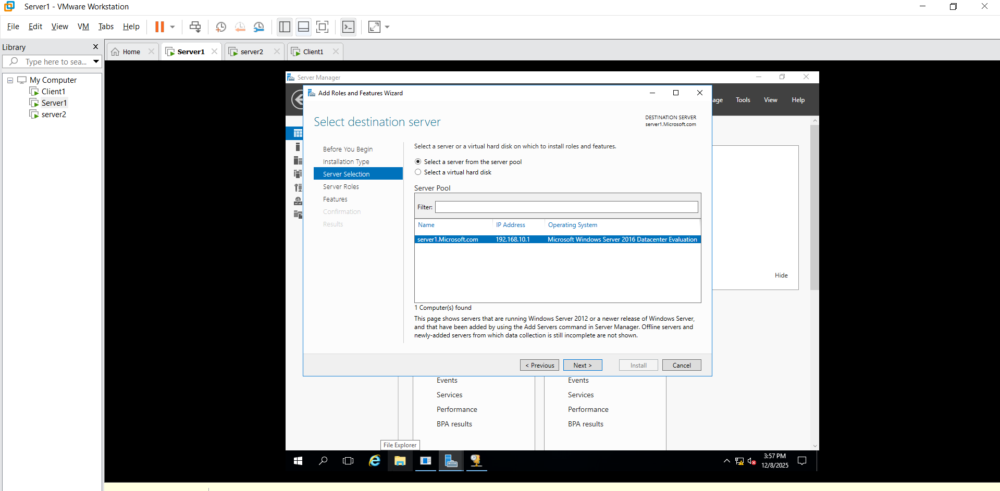 Server1 - VMware Workstation
File Edit View VM Tabs Help
Library
Type here to sea...
My Computer
Client1
Server1
server2
Home
Server1
server2
Client1
Server Manager
age Tools View Help
Add Roles and Features Wizard
Select destination server
DESTINATION SERVER
server1.Microsoft.com
Before You Begin
Installation Type
Server Selection
Server Roles
Features
Confirmation
Results
Select a server or a virtual hard disk on which to install roles and features.
Select a server from the server pool
Select a virtual hard disk
Server Pool
Filter:
Name IP Address Operating System
server1.Microsoft.com 192.168.10.1 Microsoft Windows Server 2016 Datacenter Evaluation
1 Computer(s) found
This page shows servers that are running Windows Server 2012 or a newer release of Windows Server,
and that have been added by using the Add Servers command in Server Manager. Offline servers and
newly-added servers from which data collection is still incomplete are not shown.
< Previous Next > Install Cancel
Hide
Events
Services
Performance
BPA results
Events
Services
Performance
BPA results
File Explorer
3:57 PM
12/8/2025